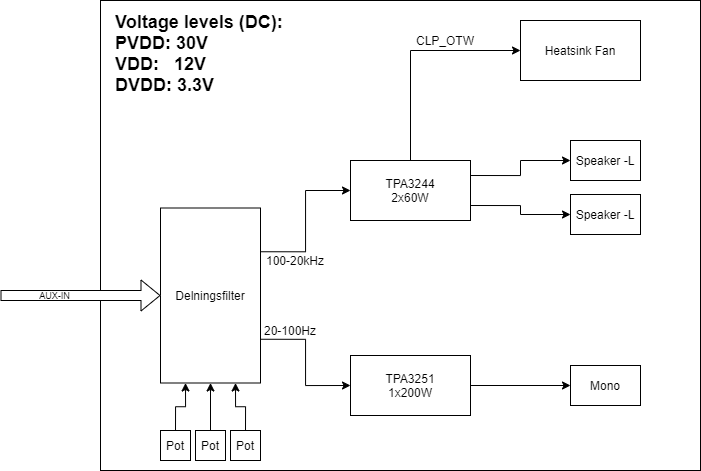 Voltage levels (DC):
PVDD: 30V
VDD: 12V
DVDD: 3.3V
CLP_OTW
Heatsink Fan
TPA3244
2x60W
Speaker -L
Speaker -L
100-20kHz
AUX-IN
Delningsfilter
20-100Hz
TPA3251
1x200W
Mono
Pot
Pot
Pot